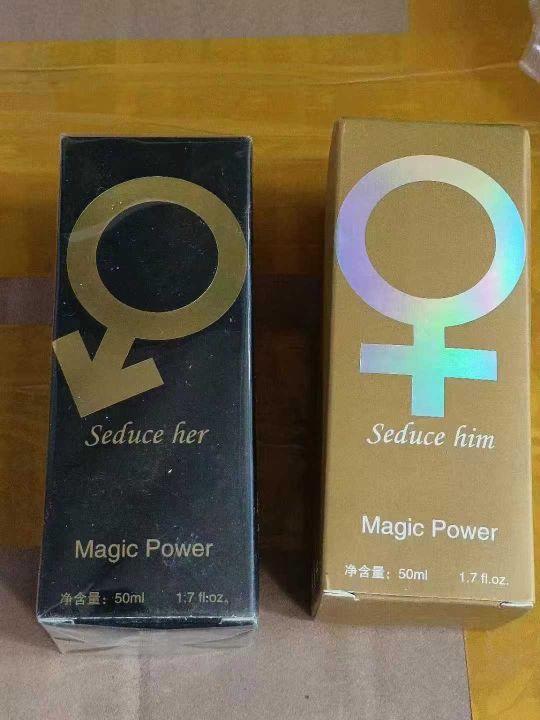 Seduce her
Magic Power
净含量：50ml 1.7 fl.oz.
Seduce him
Magic Power
净含量：50ml 1.7 fl.oz.